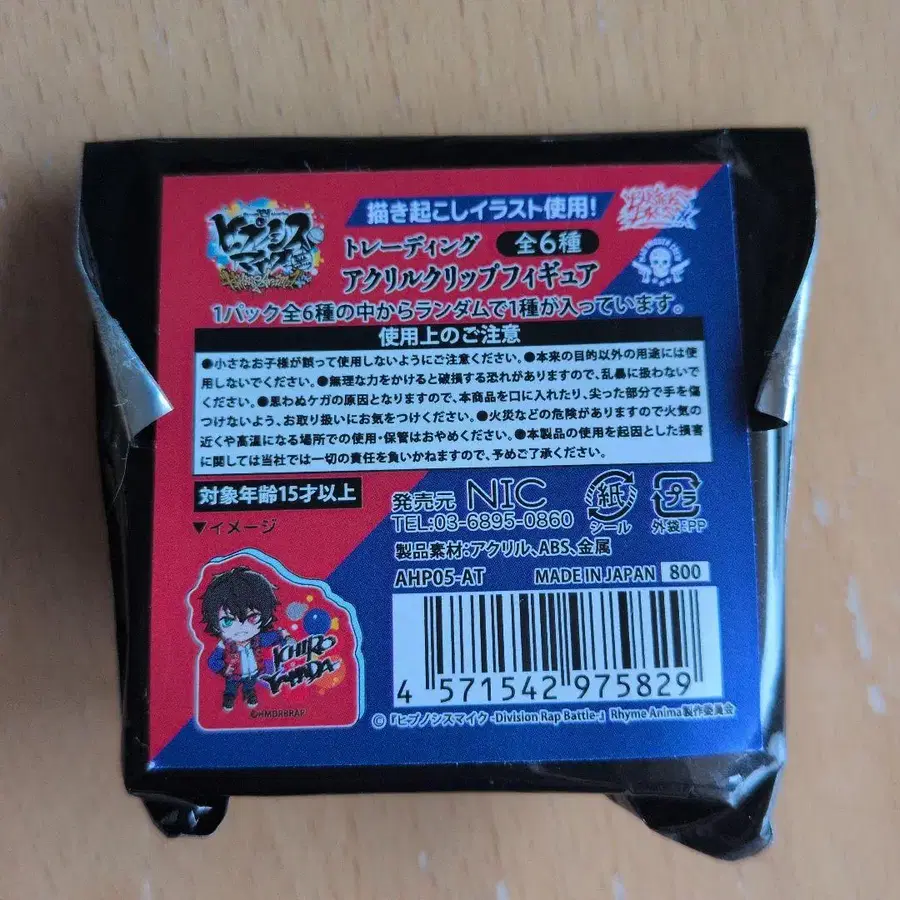 ヒプノシスマイク
描き起こしイラスト使用!
トレーディング 全6種
アクリルクリップフィギュア
1パック全6種の中からランダムで1種が入っています。
使用上のご注意
●小さなお子様が誤って使用しないようにご注意ください。●本来の目的以外の用途には使
用しないでください。●無理な力をかけると破損する恐れがありますので、乱暴に扱わないで
ください。●思わぬケガの原因となりますので、本商品を口に入れたり、尖った部分で手を傷
つけないよう、お取り扱いにお気をつけください。●火災などの危険がありますので火気の
近くや高温になる場所での使用・保管はおやめください。●本製品の使用を起因とした損害
に関しては当社では一切の責任を負いかねますので、予めご了承ください。
対象年齢15才以上
▼イメージ
ICHIRO
YAMADA
©HMDRBRAP
発売元 NIC
TEL:03-6895-0860
紙
シール
プラ
外袋:PP
製品素材:アクリル、ABS、金属
AHP05-AT MADE IN JAPAN 800
4 571542 975829
©『ヒプノシスマイク -Division Rap Battle-』Rhyme Anima製作委員会